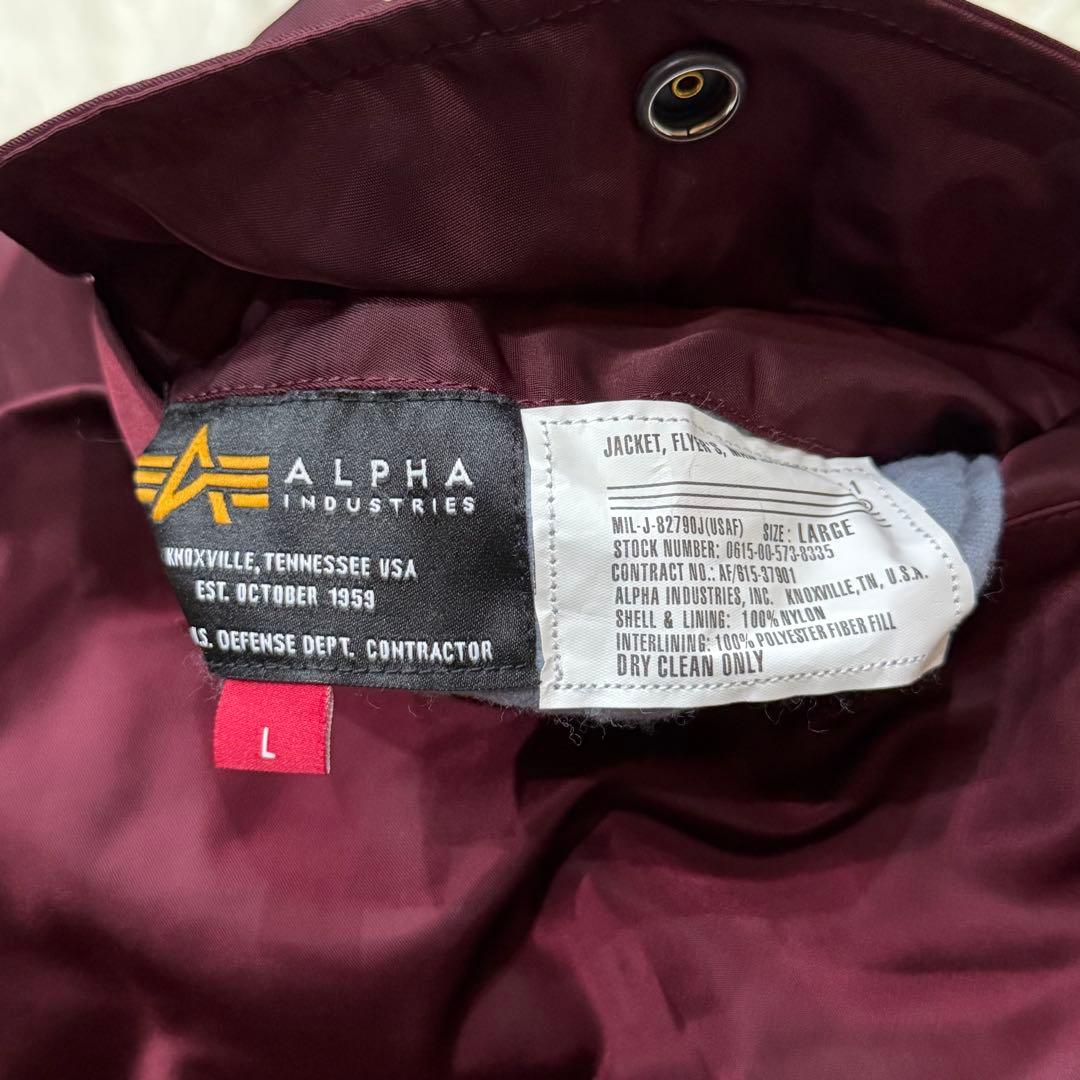 ALPHA
INDUSTRIES
KNOXVILLE, TENNESSEE USA
EST. OCTOBER 1959
DEFENSE DEPT. CONTRACTOR
L
JACKET, FLYER'S,
MIL-J-82790J(USAF) SIZE: LARGE
STOCK NUMBER: 0615-00-573-8335
CONTRACT NO.: AF/615-37901
ALPHA INDUSTRIES, INC. KNOXVILLE, TN, U.S.A.
SHELL & LINING: 100% NYLON
INTERLINING: 100% POLYESTER FIBER FILL
DRY CLEAN ONLY